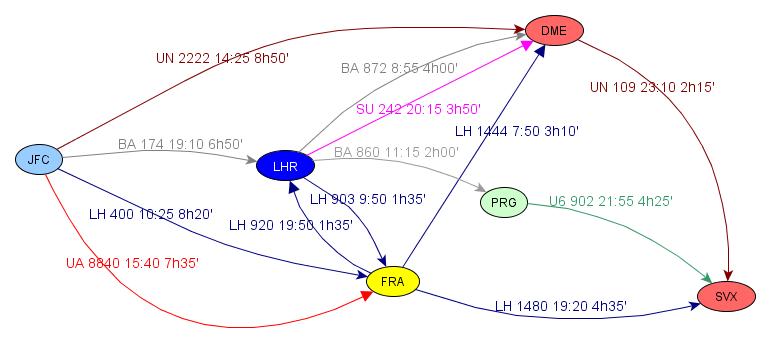 DME
UN 2222 14:25 8h50'
BA 872 8:55 4h00'
UN 109 23:10 2h15'
SU 242 20:15 3h50'
LH 1444 7:50 3h10'
BA 174 19:10 6h50'
BA 860 11:15 2h00'
JFC
LHR
LH 903 9:50 1h35'
PRG
U6 902 21:55 4h25'
LH 400 10:25 8h20'
LH 920 19:50 1h35'
UA 8840 15:40 7h35'
FRA
SVX
LH 1480 19:20 4h35'